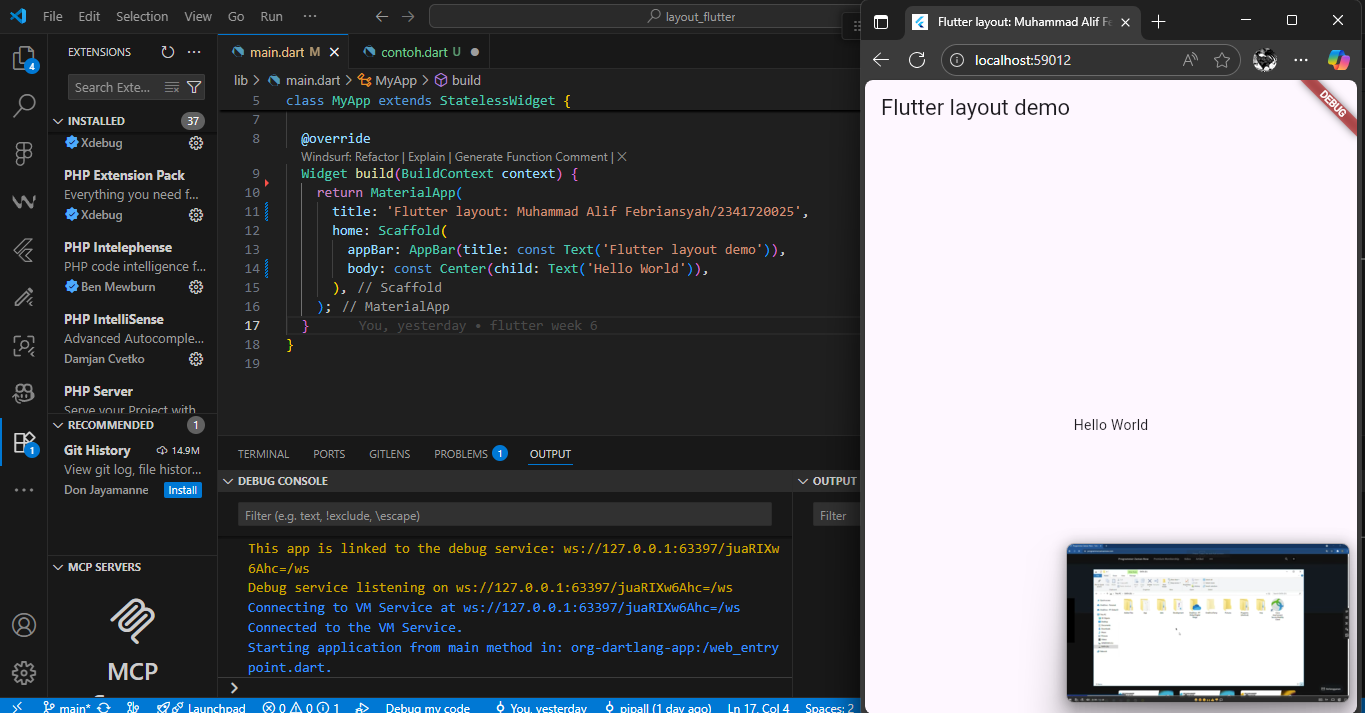 File Edit Selection View Go Run ··· layout_flutter
4
EXTENSIONS
Search Exte...
INSTALLED 37
Xdebug
PHP Extension Pack
Everything you need f...
Xdebug
PHP Intelephense
PHP code intelligence f...
Ben Mewburn
PHP IntelliSense
Advanced Autocomple...
Damjan Cvetko
PHP Server
Serve your Project with
RECOMMENDED 1
Git History 14.9M
View git log, file histor...
Don Jayamanne Install
1
MCP SERVERS
MCP
main.dart M contoh.dart U
lib > main.dart > MyApp > build
5 class MyApp extends StatelessWidget {
7
8 @override
Windsurf: Refactor | Explain | Generate Function Comment | X
9 Widget build(BuildContext context) {
10 return MaterialApp(
11 title: 'Flutter layout: Muhammad Alif Febriansyah/2341720025',
12 home: Scaffold(
13 appBar: AppBar(title: const Text('Flutter layout demo')),
14 body: const Center(child: Text('Hello World')),
15 ), // Scaffold
16 ); // MaterialApp
17 } You, yesterday • flutter week 6
18 }
19
TERMINAL PORTS GITLENS PROBLEMS 1 OUTPUT
DEBUG CONSOLE
Filter (e.g. text, !exclude, \escape)
This app is linked to the debug service: ws://127.0.0.1:63397/juaRIXw
6Ahc=/ws
Debug service listening on ws://127.0.0.1:63397/juaRIXw6Ahc=/ws
Connecting to VM Service at ws://127.0.0.1:63397/juaRIXw6Ahc=/ws
Connected to the VM Service.
Starting application from main method in: org-dartlang-app:/web_entry
point.dart.
OUTPUT
Filter
main* Launchpad 0 0 1 Debug my code You, yesterday pipall (1 day ago) Ln 17, Col 4 Spaces: 2
Flutter layout: Muhammad Alif Fe
localhost:59012
Flutter layout demo
DEBUG
Hello World